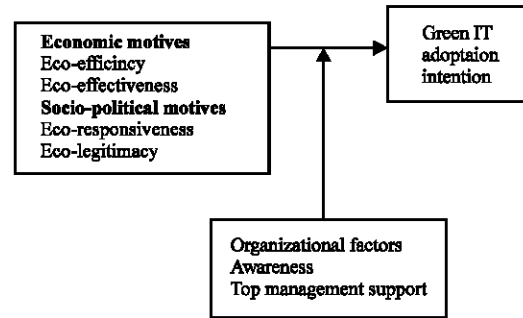 Economic motives
Eco-efficincy
Eco-effectiveness
Socio-political motives
Eco-responsiveness
Eco-legitimacy
Green IT
adoptaion
intention
Organizational factors
Awareness
Top management support